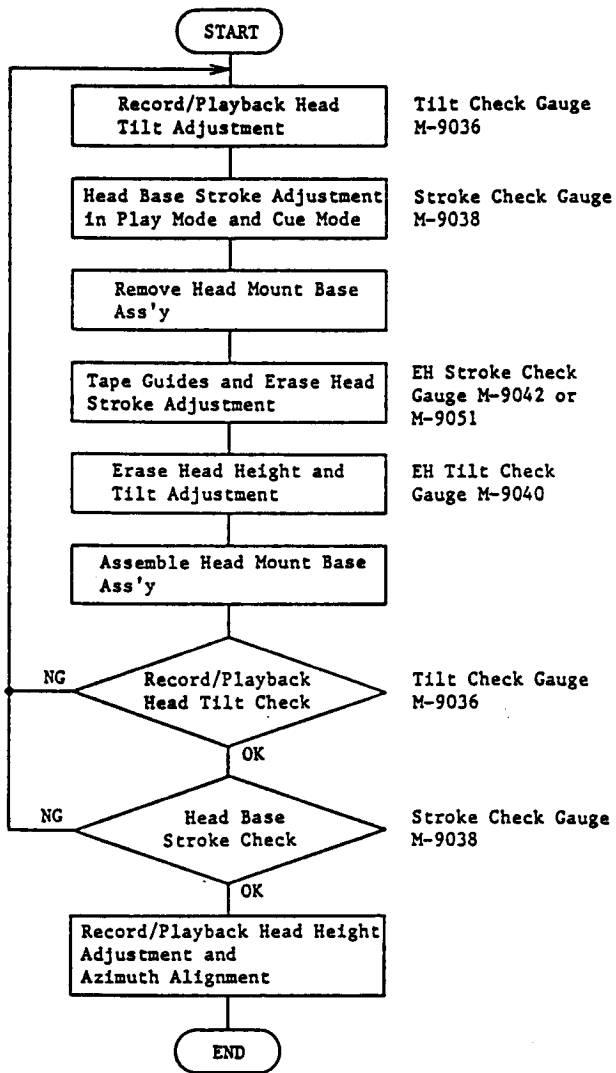 START
Record/Playback Head
Tilt Adjustment
Tilt Check Gauge
M-9036
Head Base Stroke Adjustment
in Play Mode and Cue Mode
Stroke Check Gauge
M-9038
Remove Head Mount Base
Ass'y
Tape Guides and Erase Head
Stroke Adjustment
EH Stroke Check
Gauge M-9042 or
M-9051
Erase Head Height and
Tilt Adjustment
EH Tilt Check
Gauge M-9040
Assemble Head Mount Base
Ass'y
NG
Record/Playback
Head Tilt Check
Tilt Check Gauge
M-9036
OK
NG
Head Base
Stroke Check
Stroke Check Gauge
M-9038
OK
Record/Playback Head Height
Adjustment and
Azimuth Alignment
END